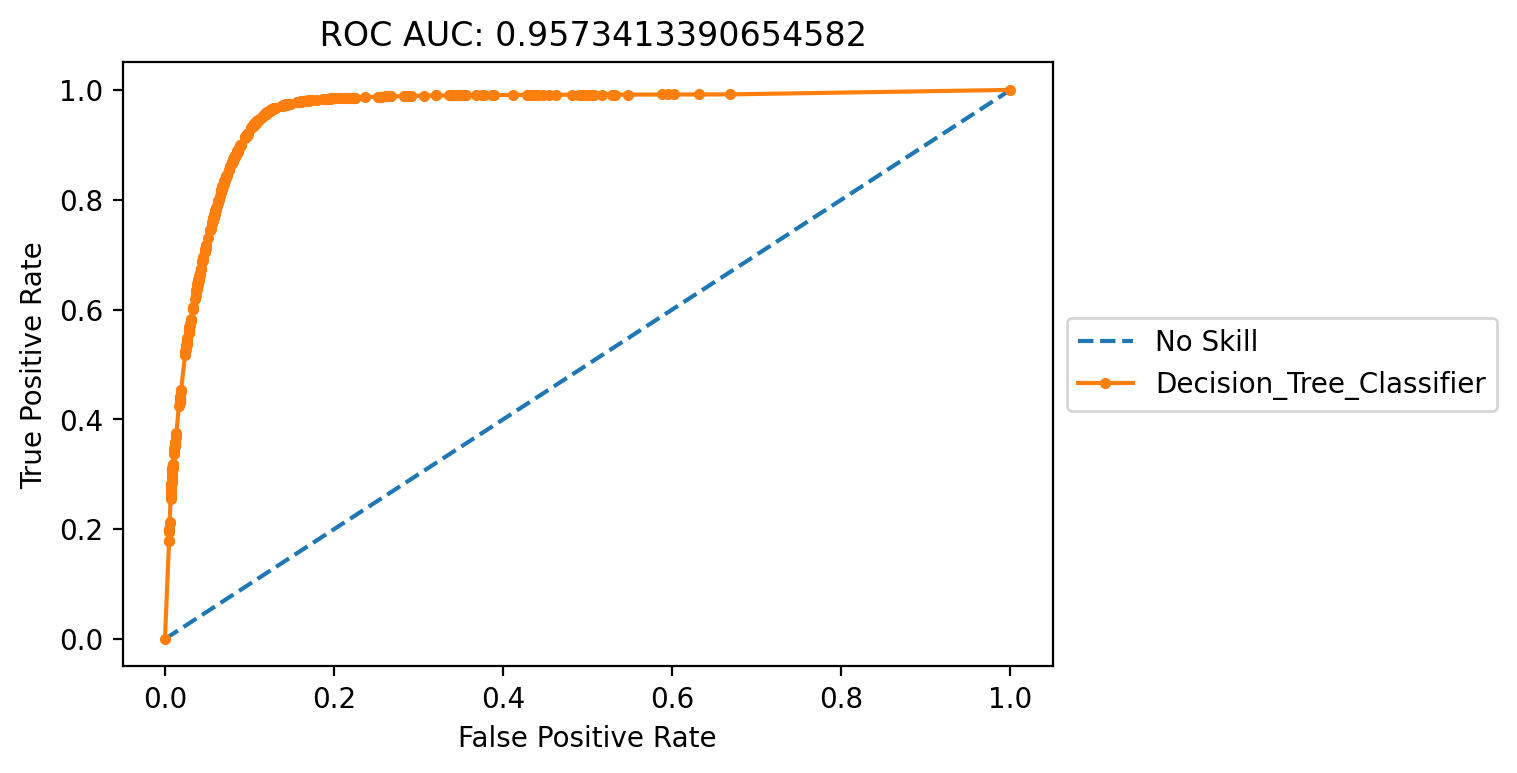 ROC AUC: 0.9573413390654582
1.0
0.8
0.6
0.4
0.2
0.0
True Positive Rate
0.0 0.2 0.4 0.6 0.8 1.0
False Positive Rate
No Skill
Decision_Tree_Classifier